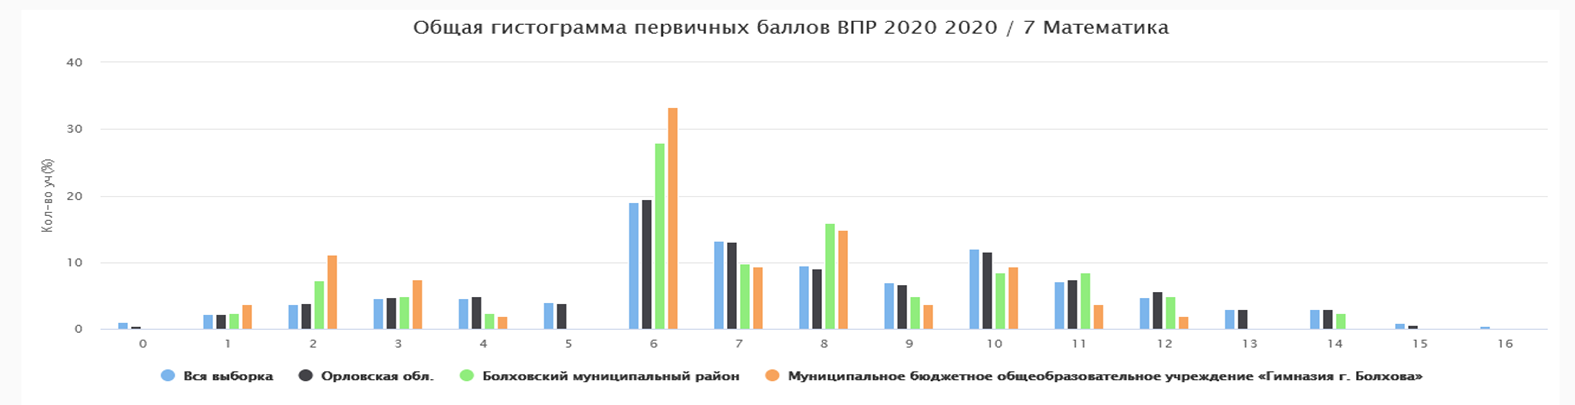 Общая гистограмма первичных баллов ВПР 2020 2020 / 7 Математика
40
30
20
10
0
Кол-во уч(%)
0 1 2 3 4 5 6 7 8 9 10 11 12 13 14 15 16
Вся выборка Орловская обл. Болховский муниципальный район Муниципальное бюджетное общеобразовательное учреждение «Гимназия г. Болхова»